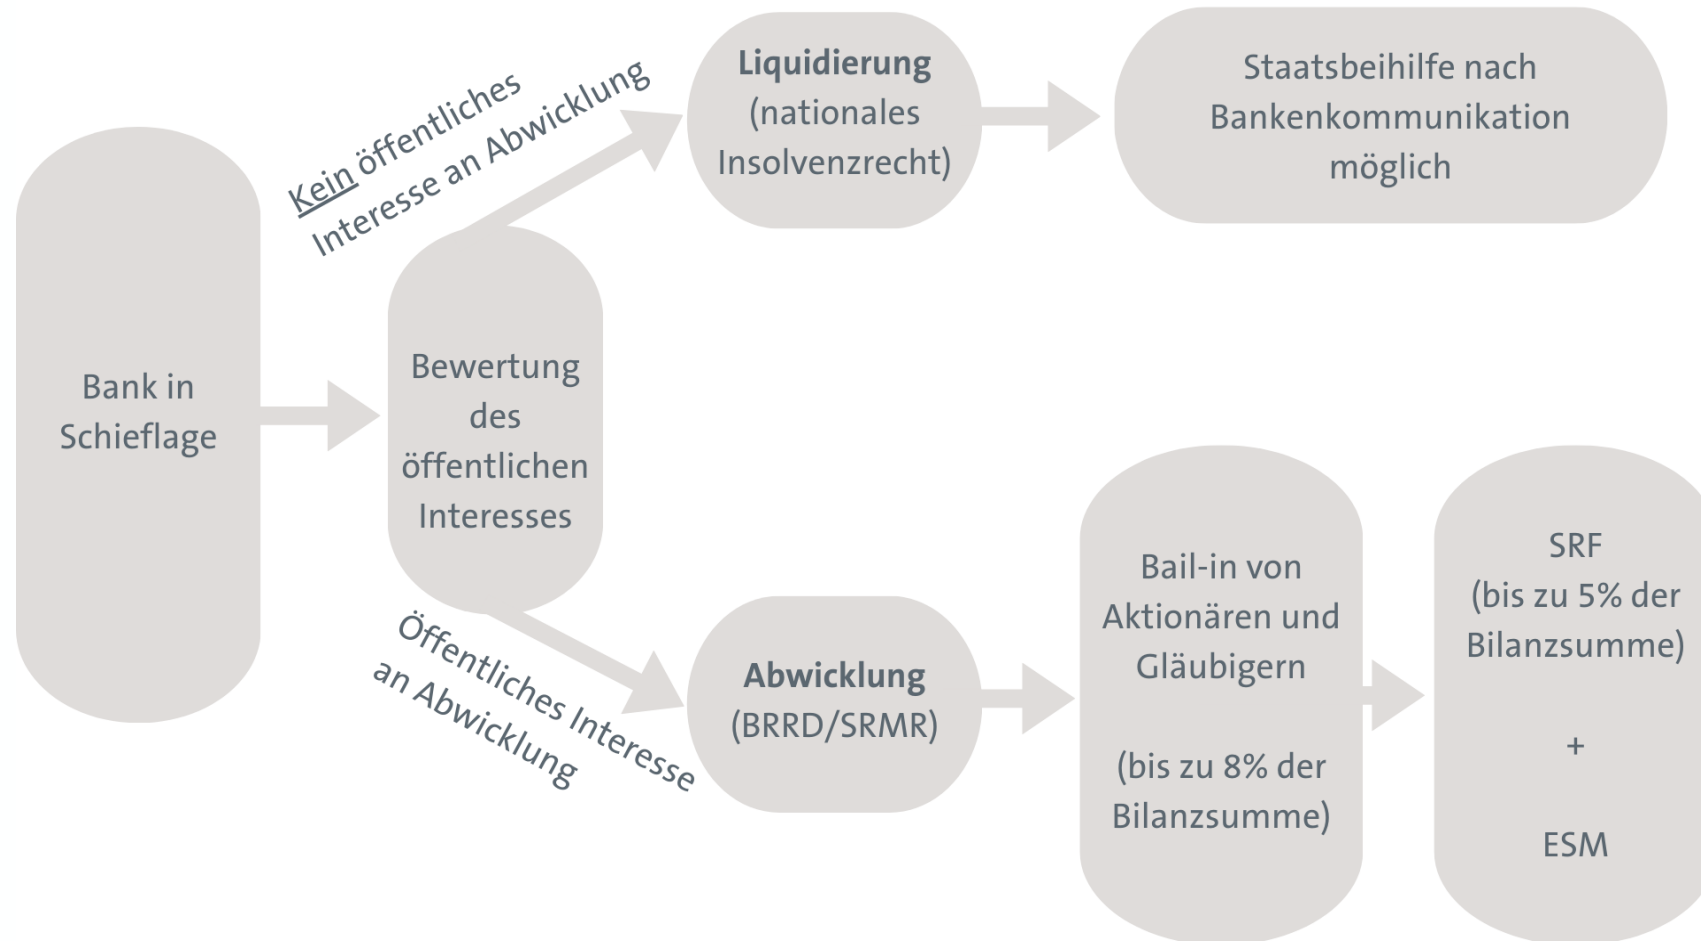 Bank in
Schieflage
Bewertung
des
öffentlichen
Interesses
Kein öffentliches
Interesse an Abwicklung
Liquidierung
(nationales
Insolvenzrecht)
Staatsbeihilfe nach
Bankenkommunikation
möglich
Öffentliches Interesse
an Abwicklung
Abwicklung
(BRRD/SRMR)
Bail-in von
Aktionären und
Gläubigern
(bis zu 8% der
Bilanzsumme)
SRF
(bis zu 5% der
Bilanzsumme)
+
ESM